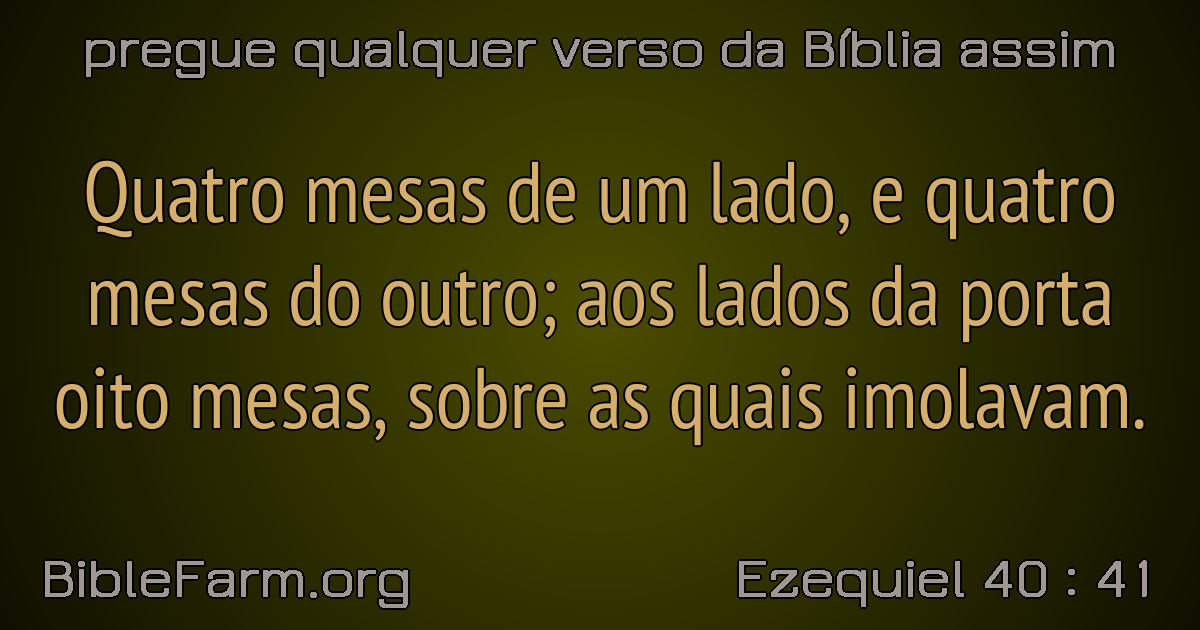 pregue qualquer verso da Bíblia assim
Quatro mesas de um lado, e quatro
mesas do outro; aos lados da porta
oito mesas, sobre as quais imolavam.
BibleFarm.org
Ezequiel 40 : 41